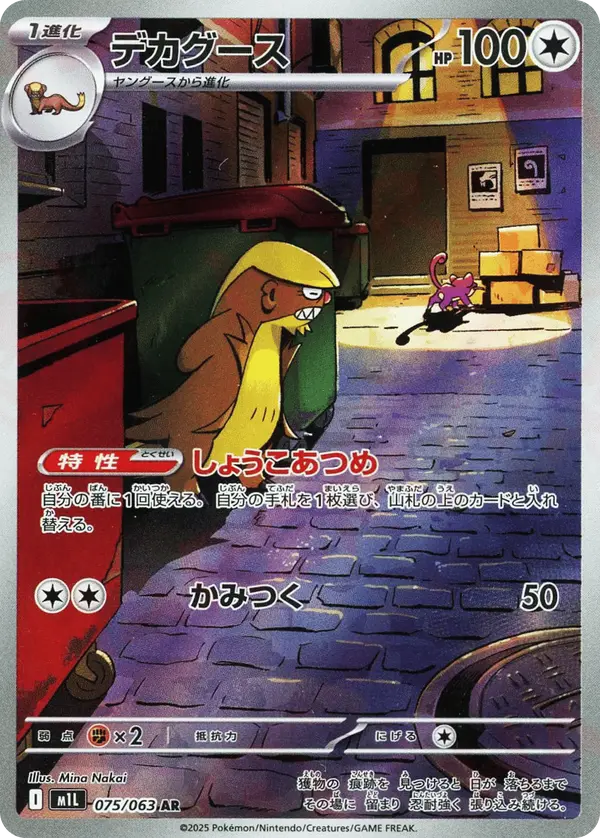 1進化
デカグース
HP 100
ヤングースから進化
特性
とくせい
しょうこあつめ
自分の番に1回使える。自分の手札を1枚選び、山札の上のカードと入れ
替える。
かみつく 50
弱点 ×2 抵抗力 にげる
Illus. Mina Nakai
獲物の 痕跡を 見つけると 日が 落ちるまで
その場に 留まり 忍耐強く 張り込み続ける。
I M1L 075/063 AR
©2025 Pokémon/Nintendo/Creatures/GAME FREAK.